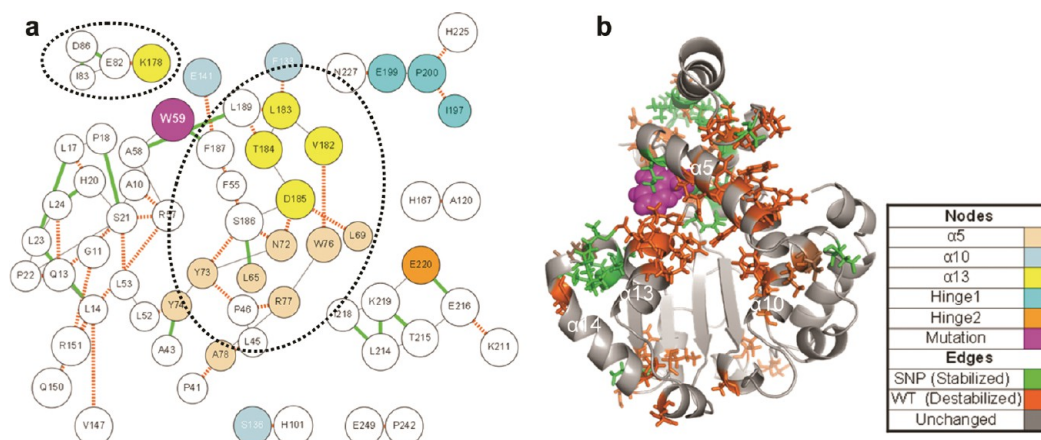 a
b
D86
E82
K178
I83
E141
H225
N227
E199
P200
I197
W59
L189
L183
P18
L17
A58
F187
T184
V182
H20
A10
F55
H167
A120
L24
S21
D185
S186
L69
L23
G11
N72
W76
P22
Q13
L53
Y73
L65
E220
L14
L52
Y74
P46
R77
K219
E216
R151
A43
L45
L214
T215
K211
A78
Q150
P41
V147
S136
H101
E249
P242
α5
α13
α10
α14
Nodes
α5
α10
α13
Hinge1
Hinge2
Mutation
Edges
SNP (Stabilized)
WT (Destabilized)
Unchanged